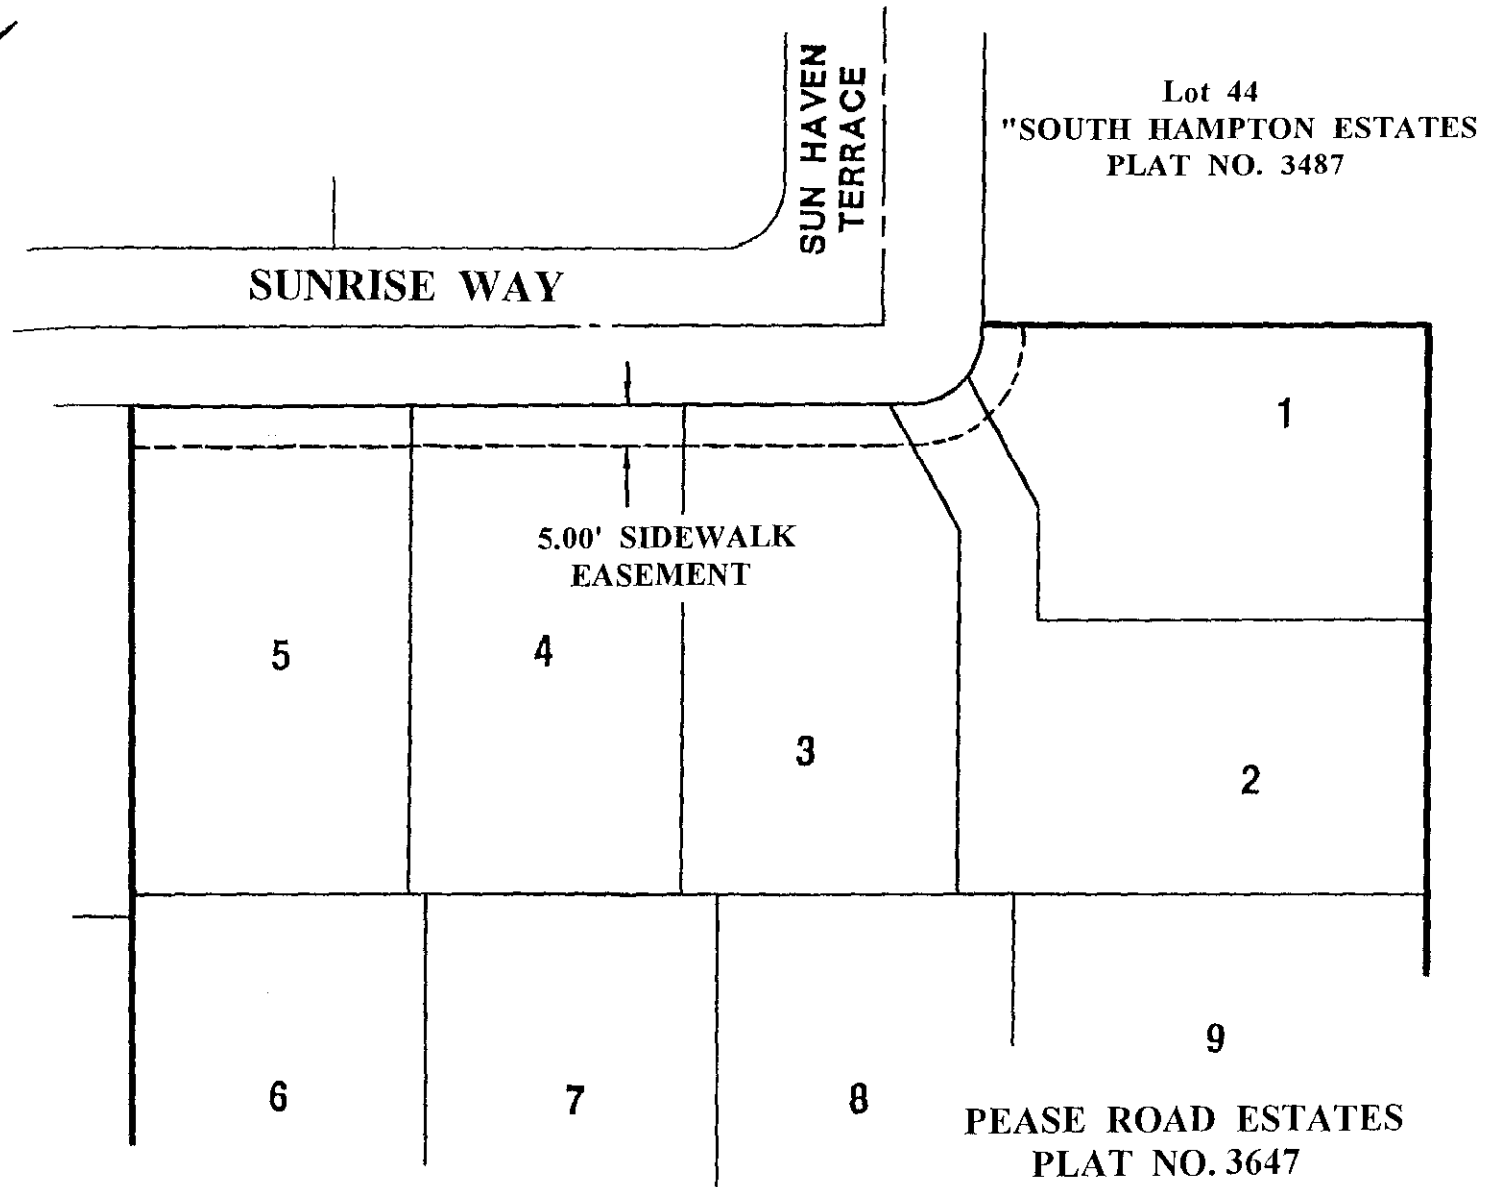 SUN HAVEN
TERRACE
Lot 44
"SOUTH HAMPTON ESTATES
PLAT NO. 3487
SUNRISE WAY
1
5.00' SIDEWALK
EASEMENT
5
4
3
2
6
7
8
9
PEASE ROAD ESTATES
PLAT NO. 3647